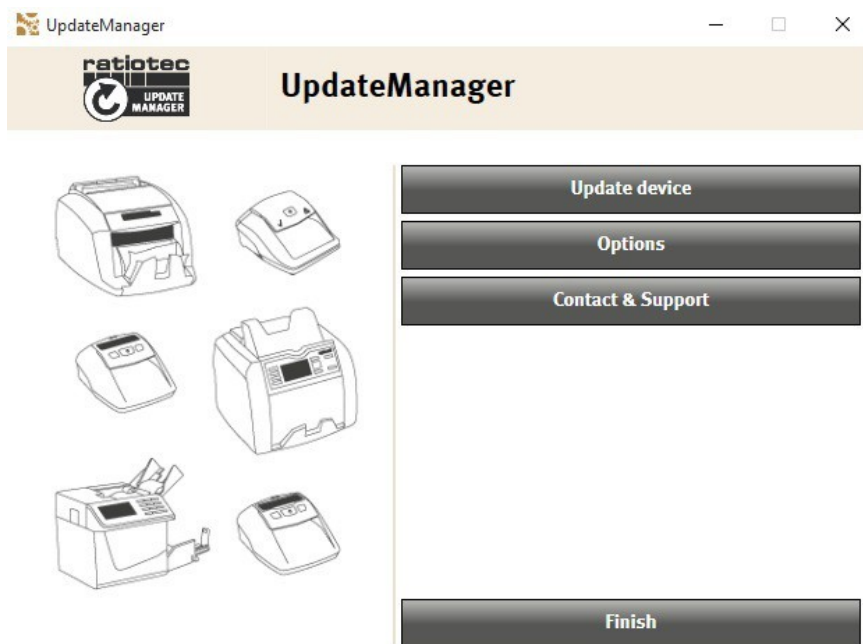 UpdateManager
ratiotec
UPDATE
MANAGER
UpdateManager
Update device
Options
Contact & Support
Finish